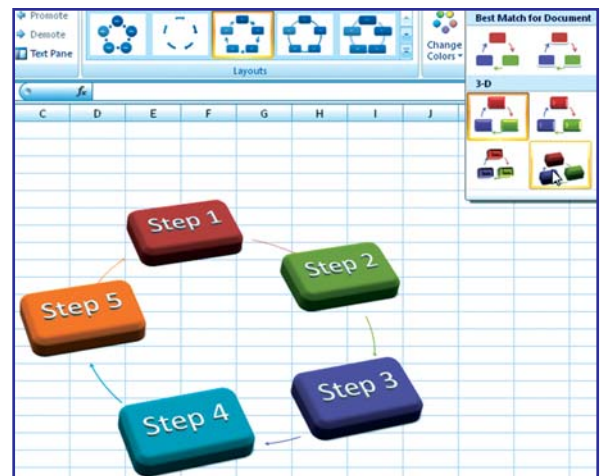 Promote
Demote
Text Pane
Layouts
Change
Colors
Best Match for Document
3-D
fx
C D E F G H I J
Step 1
Step 2
Step 3
Step 4
Step 5